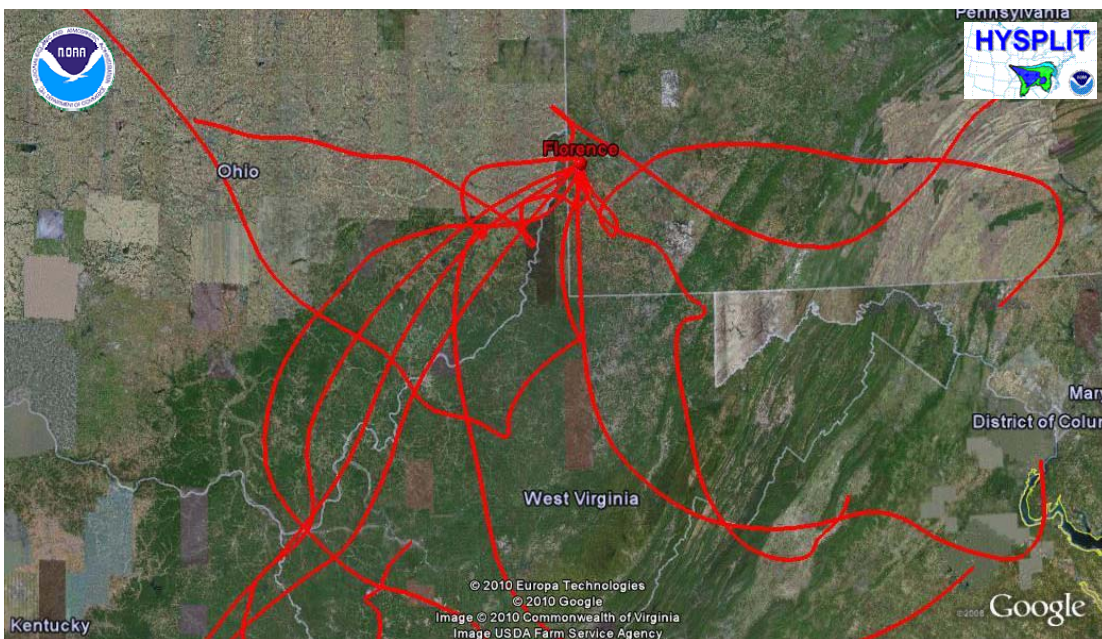 Pennsylvania
NOAA
HYSPLIT
Florence
Ohio
Mary
District of Colum
West Virginia
© 2010 Europa Technologies
© 2010 Google
Image © 2010 Commonwealth of Virginia
Image USDA Farm Service Agency
Google
Kentucky